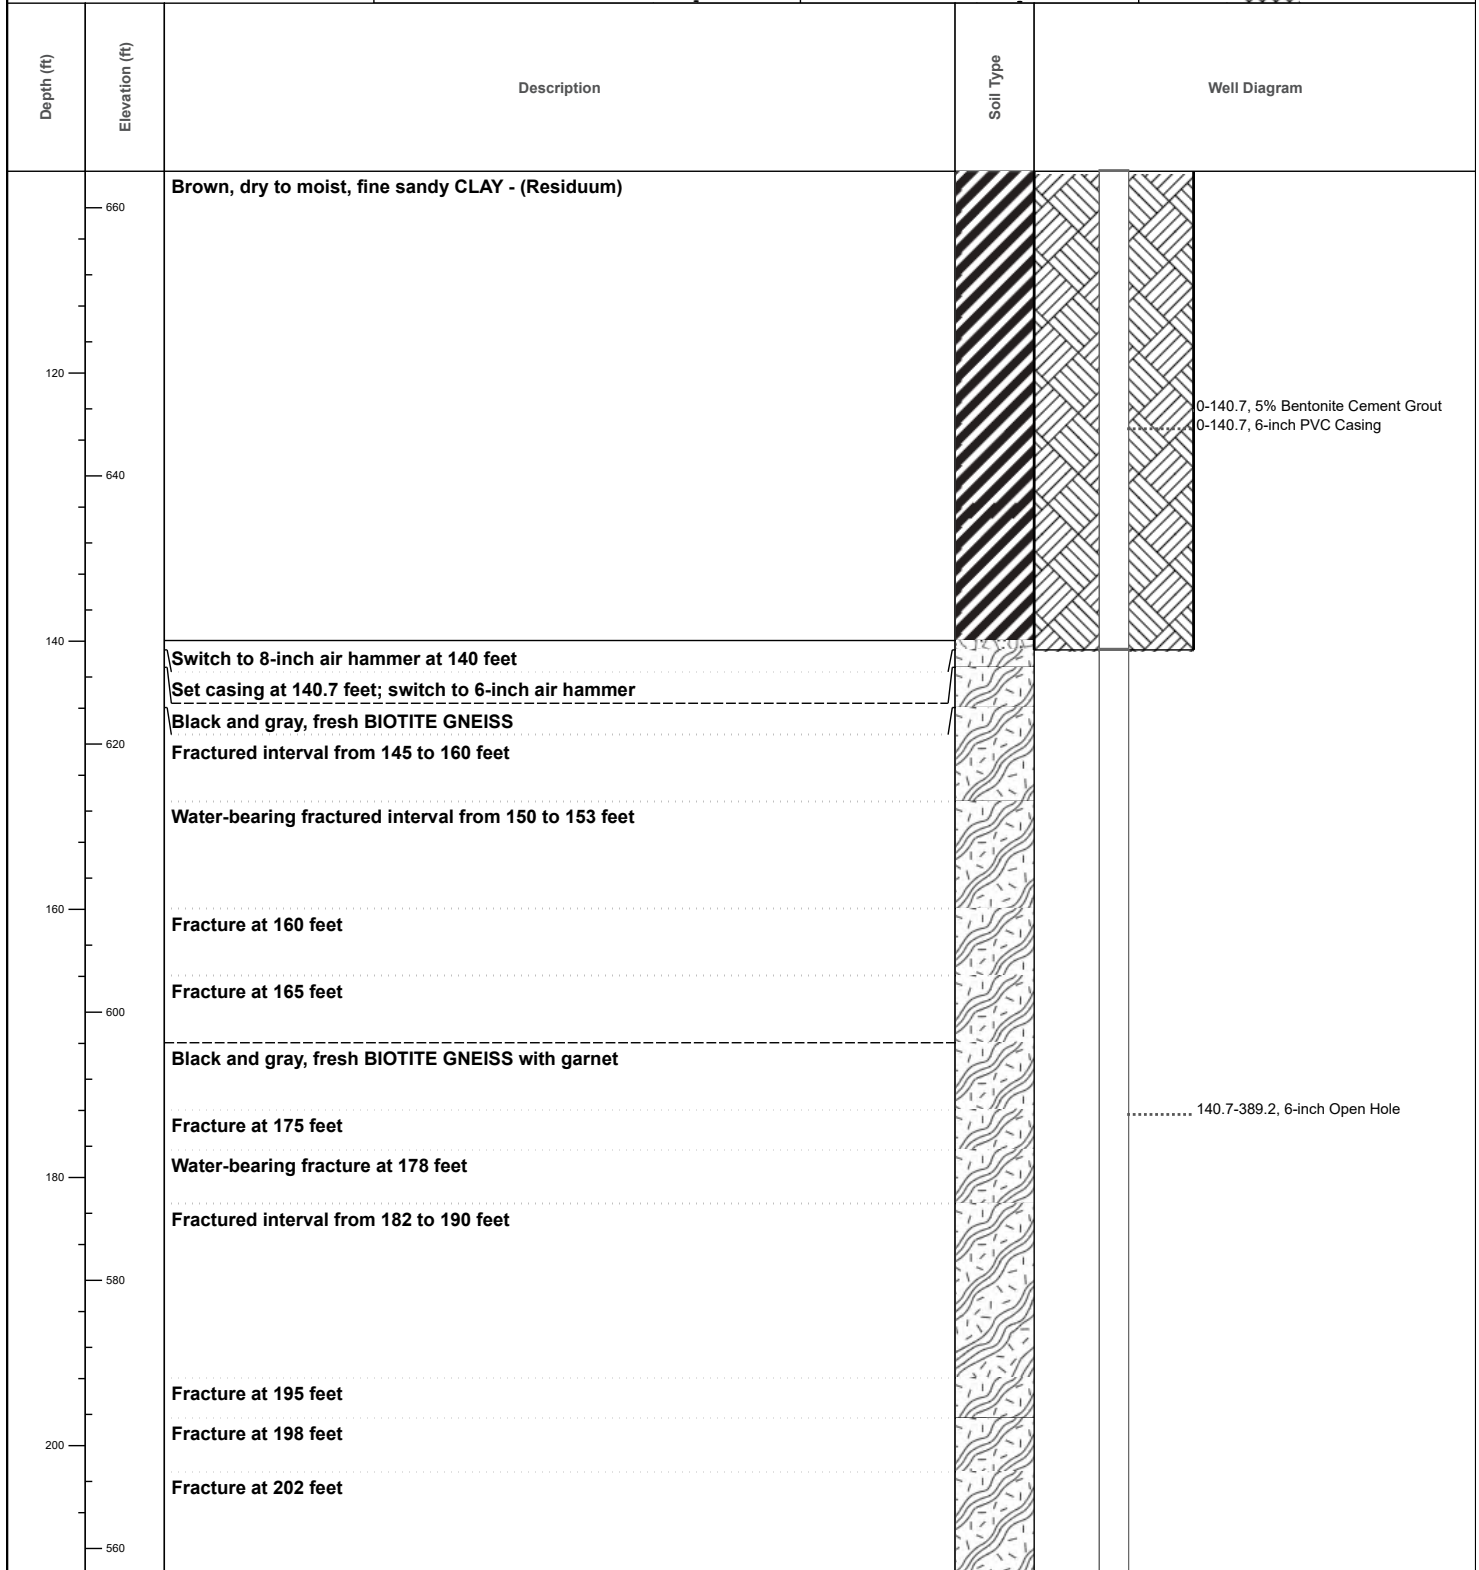 Depth (ft)
Elevation (ft)
Description
Soil Type
Well Diagram
Brown, dry to moist, fine sandy CLAY - (Residuum)
660
120
0-140.7, 5% Bentonite Cement Grout
0-140.7, 6-inch PVC Casing
640
140
Switch to 8-inch air hammer at 140 feet
Set casing at 140.7 feet; switch to 6-inch air hammer
Black and gray, fresh BIOTITE GNEISS
620
Fractured interval from 145 to 160 feet
Water-bearing fractured interval from 150 to 153 feet
160
Fracture at 160 feet
Fracture at 165 feet
600
Black and gray, fresh BIOTITE GNEISS with garnet
140.7-389.2, 6-inch Open Hole
Fracture at 175 feet
Water-bearing fracture at 178 feet
180
Fractured interval from 182 to 190 feet
580
Fracture at 195 feet
Fracture at 198 feet
200
Fracture at 202 feet
560